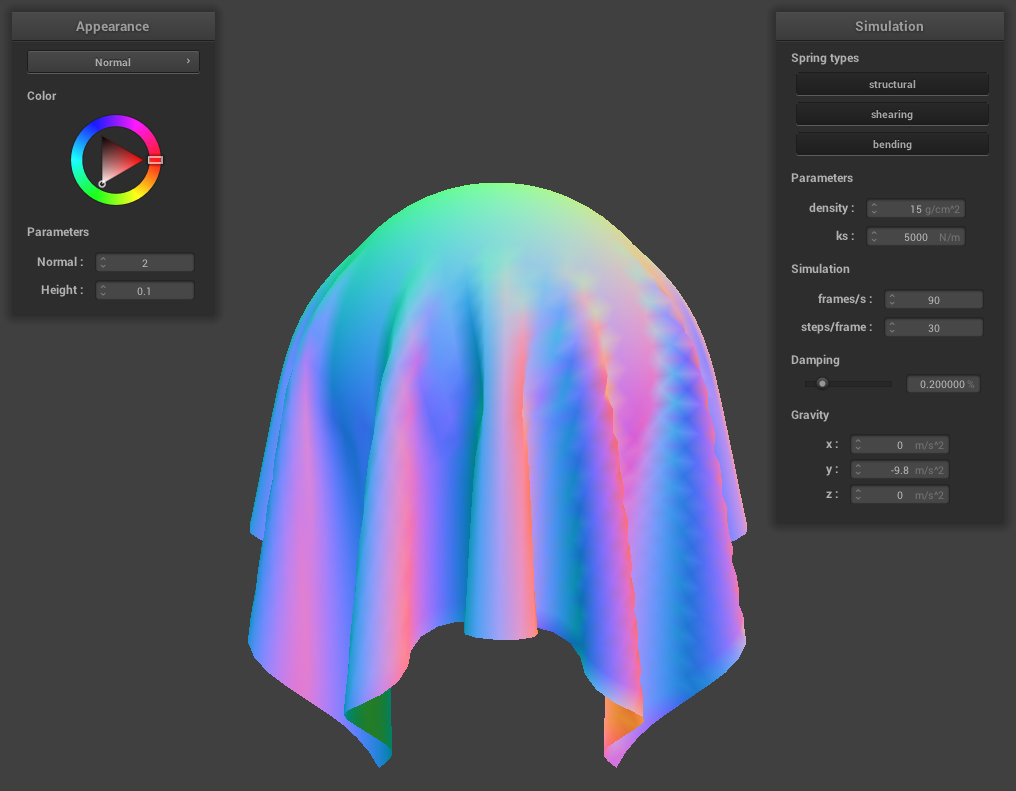 Appearance
Normal
Color
Parameters
Normal :
2
Height :
0.1
Simulation
Spring types
structural
shearing
bending
Parameters
density :
15 g/cm^2
ks :
5000 N/m
Simulation
frames/s :
90
steps/frame :
30
Damping
0.200000 %
Gravity
x :
0 m/s^2
y :
-9.8 m/s^2
z :
0 m/s^2